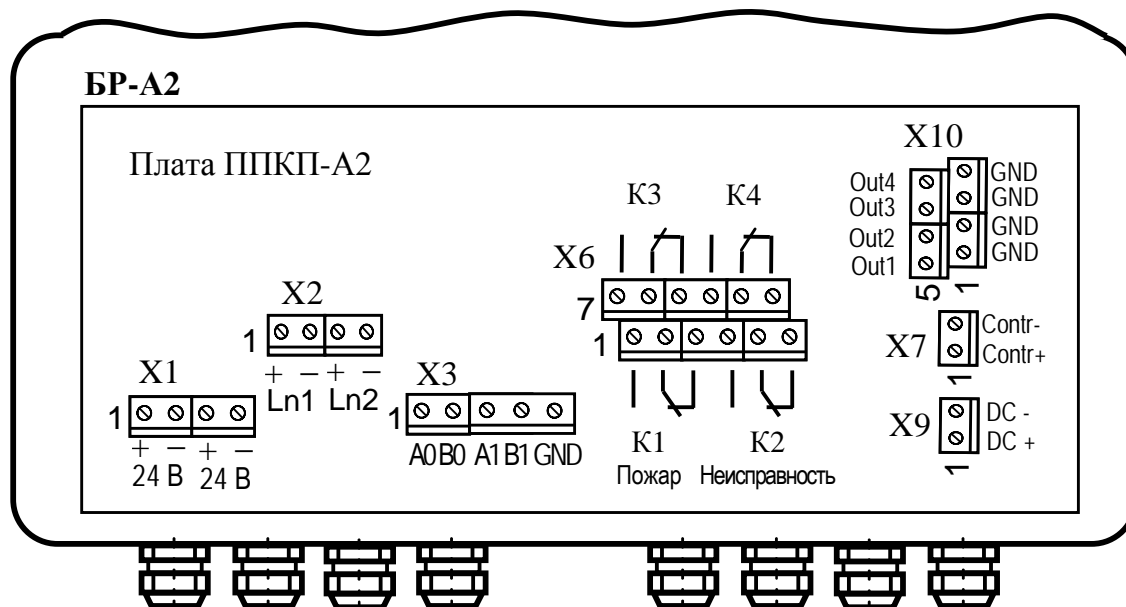 БР-А2
Плата ППКП-А2
X10
Out4
Out3
Out2
Out1
GND
GND
GND
GND
5
1
К3
К4
X6
7
1
К1
К2
Пожар
Неисправность
X7
Contr-
Contr+
1
X9
DC -
DC +
1
X2
1
+ − + −
Ln1 Ln2
X1
1
+ − + −
24 В 24 В
X3
1
A0 B0 A1 B1 GND